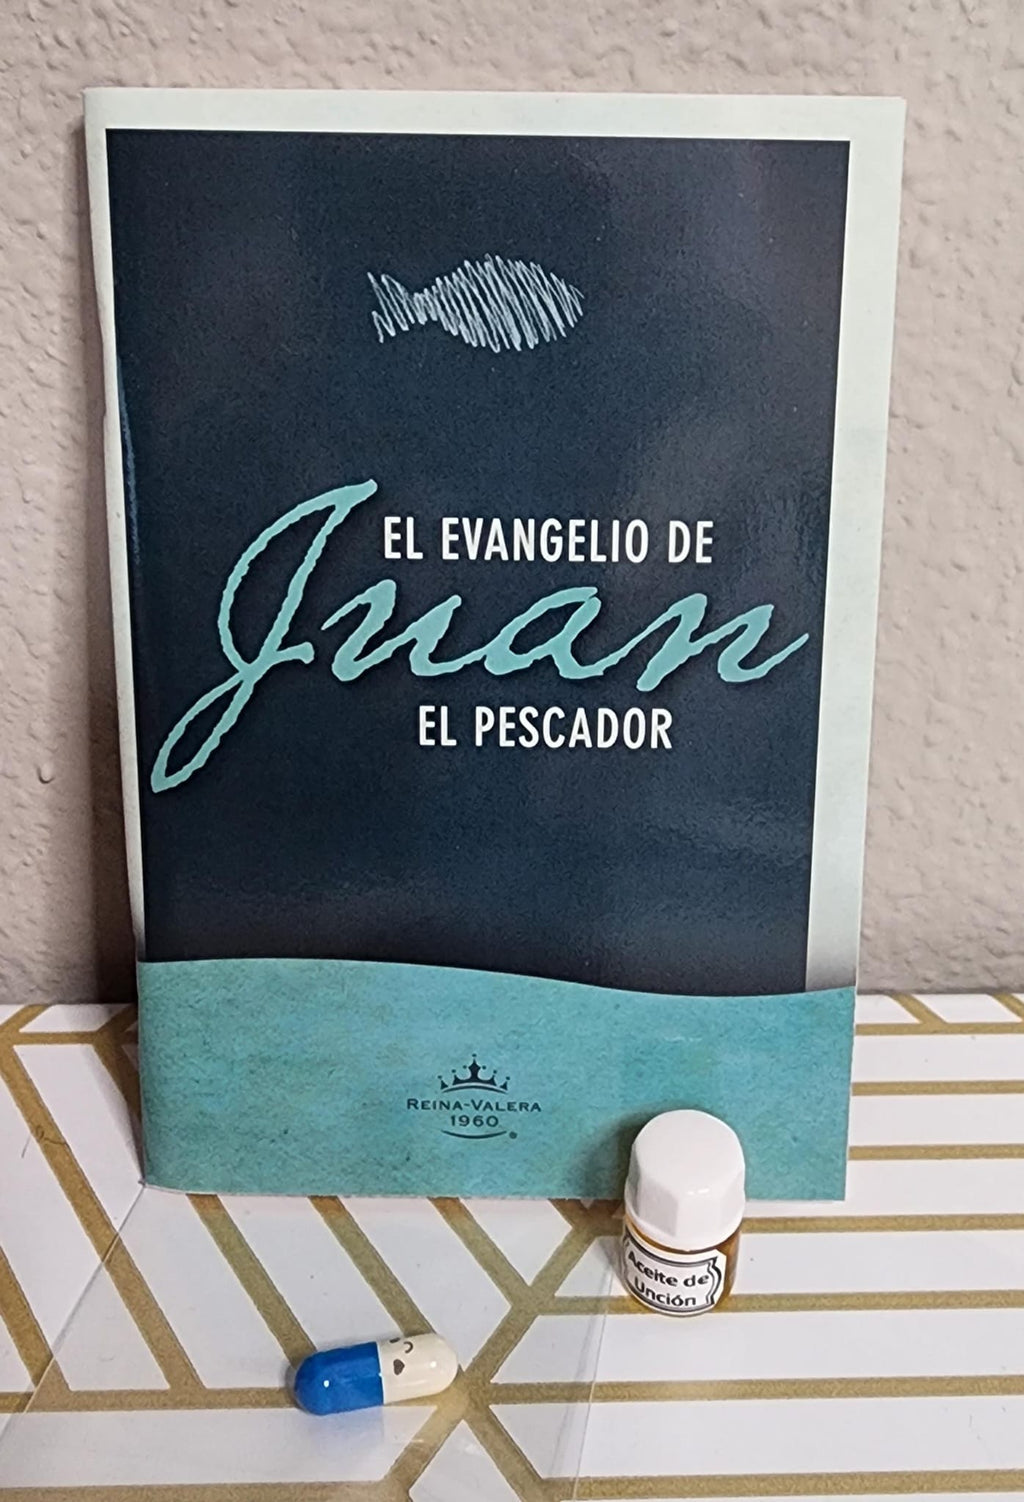 EL EVANGELIO DE
Juan
EL PESCADOR
REINA-VALERA
1960
Aceite de
Unción